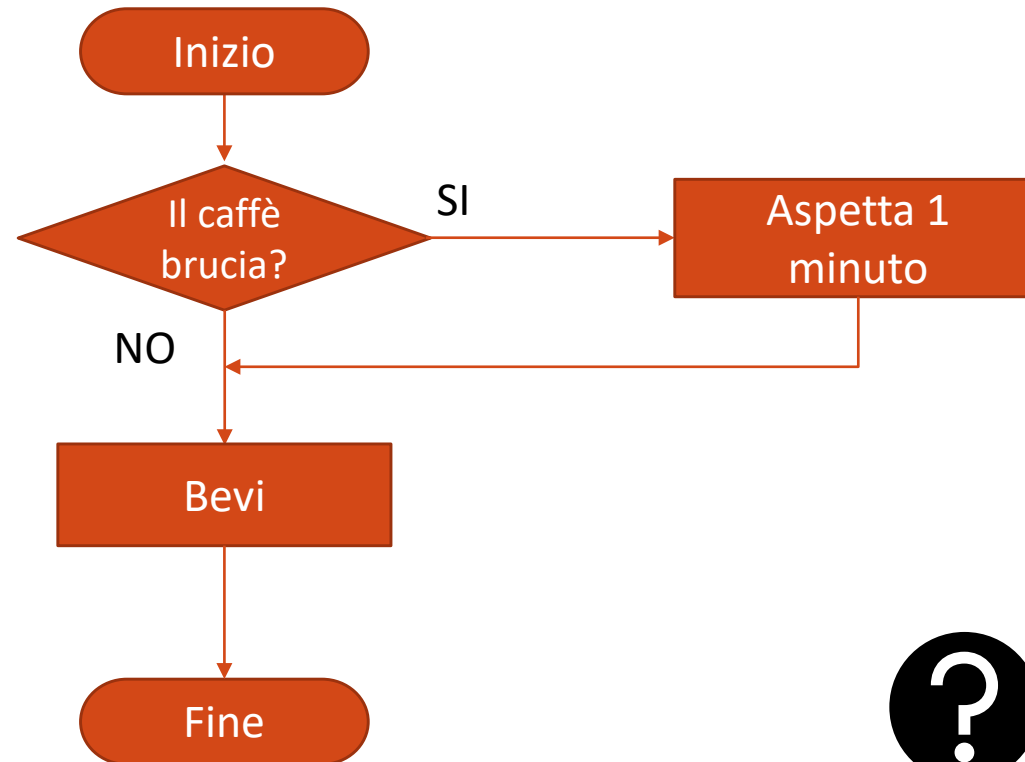 Inizio
Il caffè
brucia?
SI
Aspetta 1
minuto
NO
Bevi
Fine
?